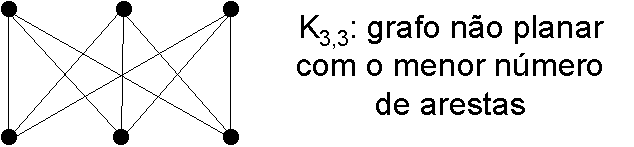 K3,3: grafo não planar
com o menor número
de arestas